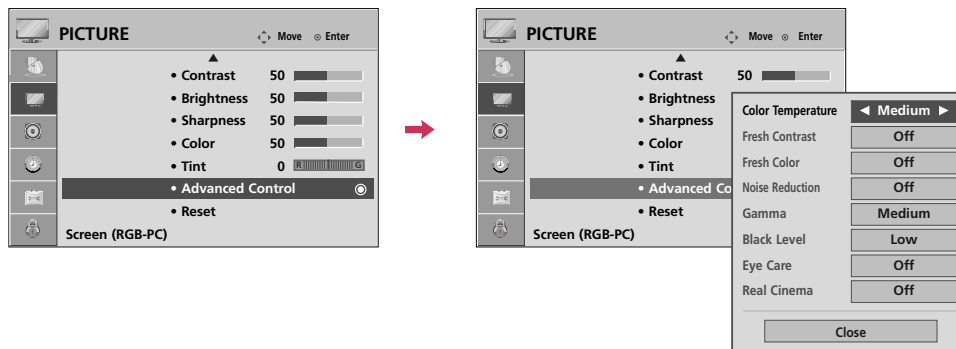 PICTURE Move Enter
• Contrast 50
• Brightness 50
• Sharpness 50
• Color 50
• Tint 0 R G
• Advanced Control
• Reset
Screen (RGB-PC)
PICTURE Move Enter
• Contrast 50
• Brightness
• Sharpness
• Color
• Tint
• Advanced Co
• Reset
Screen (RGB-PC)
Color Temperature ◄ Medium ►
Fresh Contrast Off
Fresh Color Off
Noise Reduction Off
Gamma Medium
Black Level Low
Eye Care Off
Real Cinema Off
Close